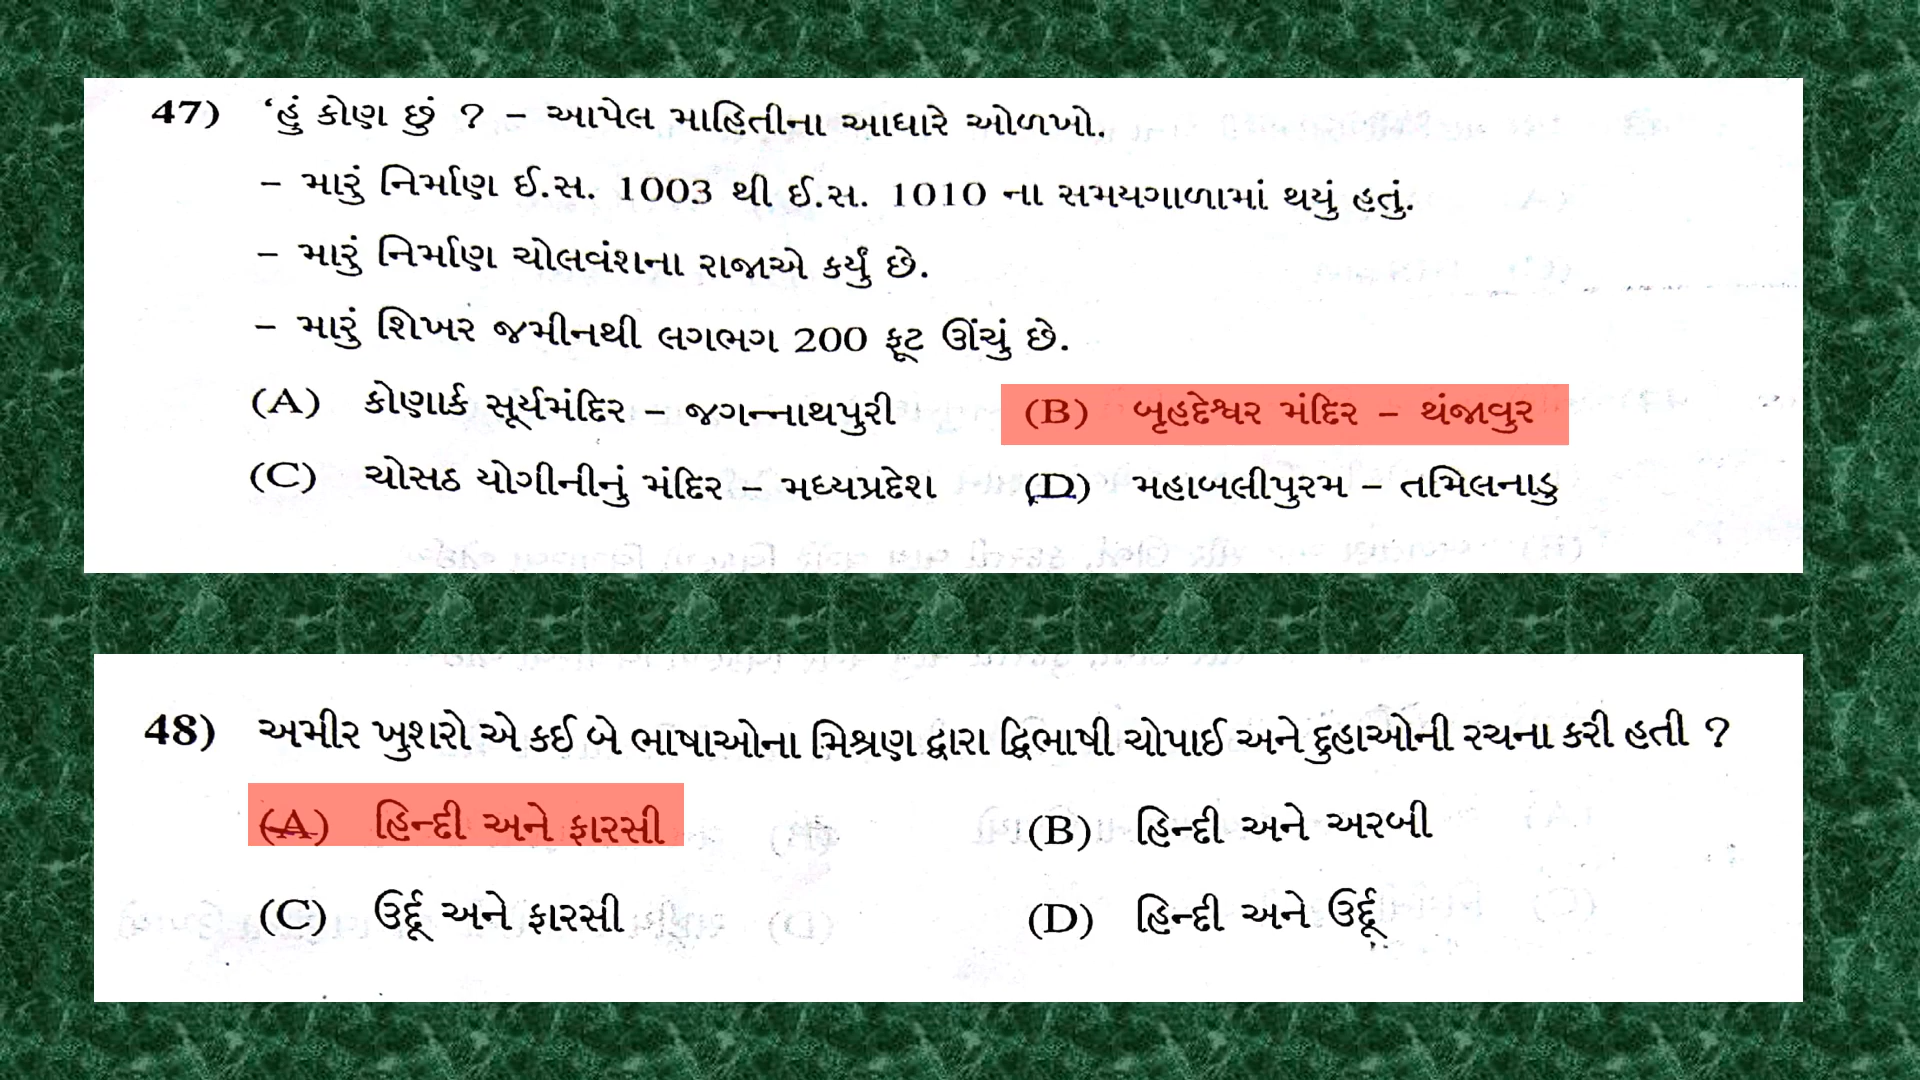 47) ‘હું કોણ છું ? – આપેલ માહિતીના આધારે ઓળખો.
– મારું નિર્માણ ઈ.સ. 1003 થી ઈ.સ. 1010 ના સમયગાળામાં થયું હતું.
– મારું નિર્માણ ચોલવંશના રાજાએ કર્યું છે.
– મારું શિખર જમીનથી લગભગ 200 ફૂટ ઊંચું છે.
(A) કોણાર્ક સૂર્યમંદિર – જગન્નાથપુરી (B) બૃહદેશ્વર મંદિર – થંજાવુર
(C) ચોસઠ યોગીનીનું મંદિર – મધ્યપ્રદેશ (D) મહાબલીપુરમ – તમિલનાડુ
48) અમીર ખુશરો એ કઈ બે ભાષાઓના મિશ્રણ દ્વારા દ્વિભાષી ચોપાઈ અને દુહાઓની રચના કરી હતી ?
(A) હિન્દી અને ફારસી (B) હિન્દી અને અરબી
(C) ઉર્દૂ અને ફારસી (D) હિન્દી અને ઉર્દૂ